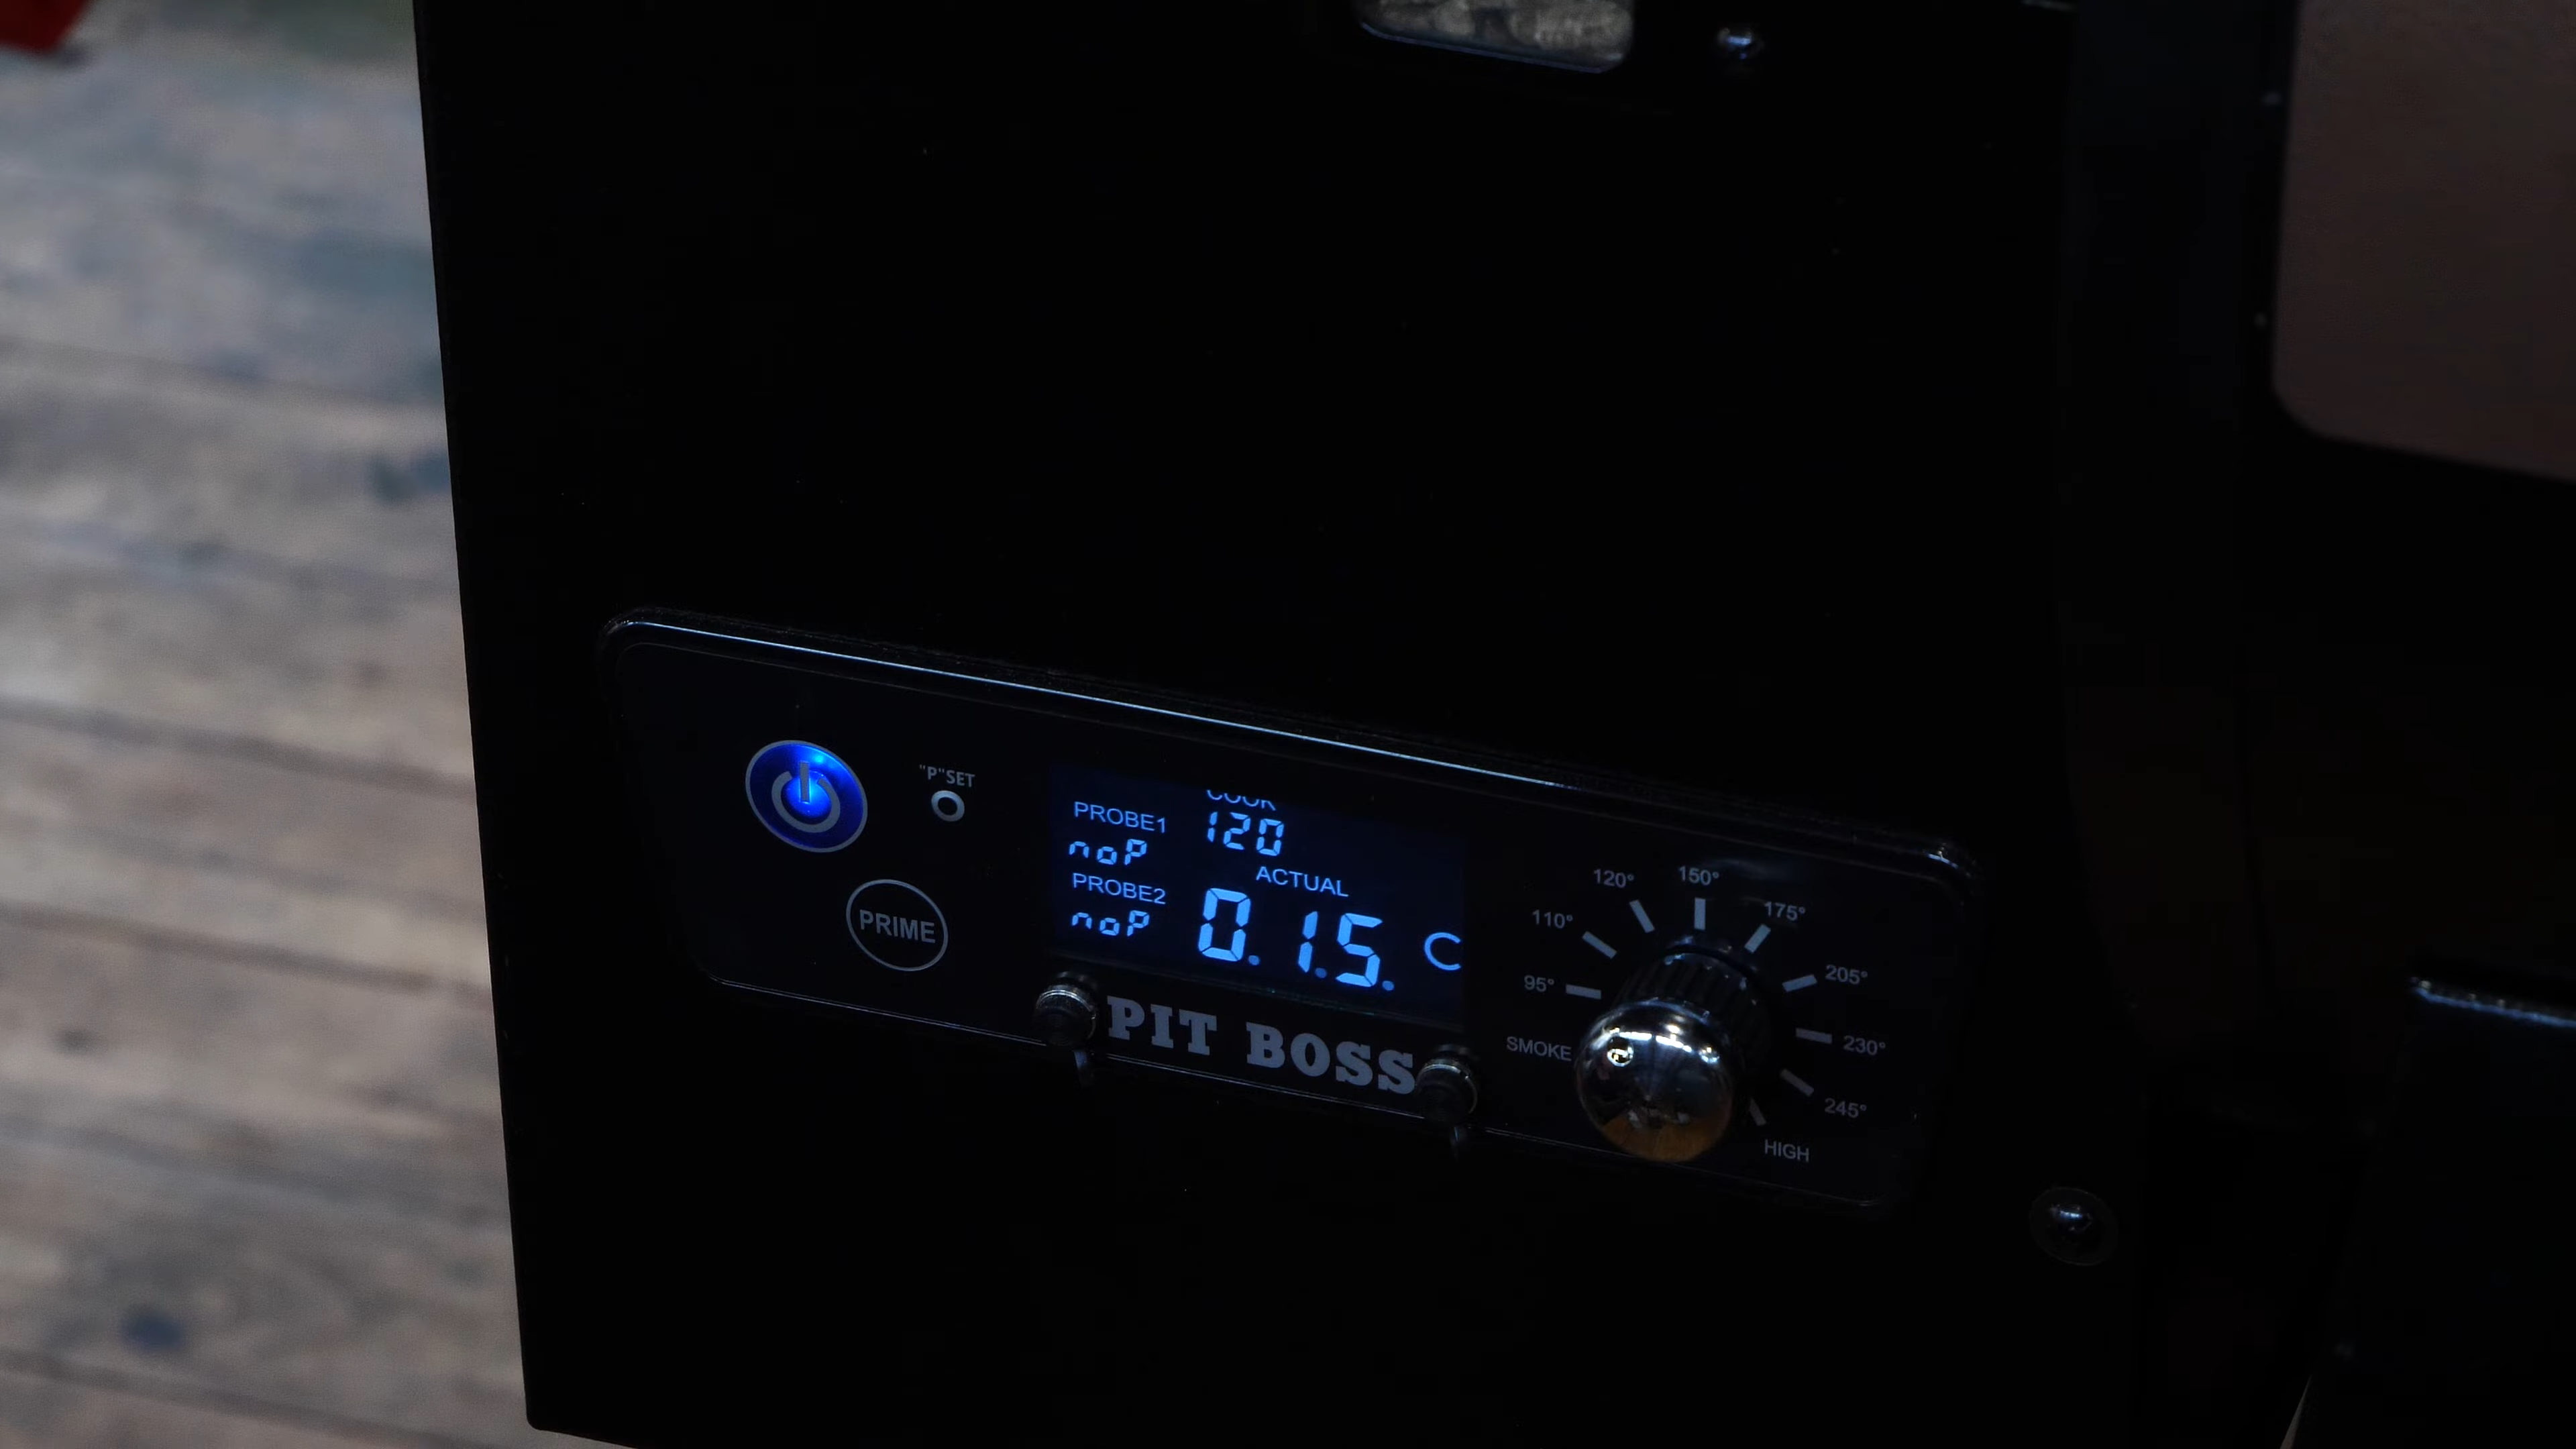 "P"SET
PRIME
PROBE1
noP
PROBE2
noP
COOK
120
ACTUAL
0.1.5. C
PIT BOSS
SMOKE
95°
110°
120°
150°
175°
205°
230°
245°
HIGH